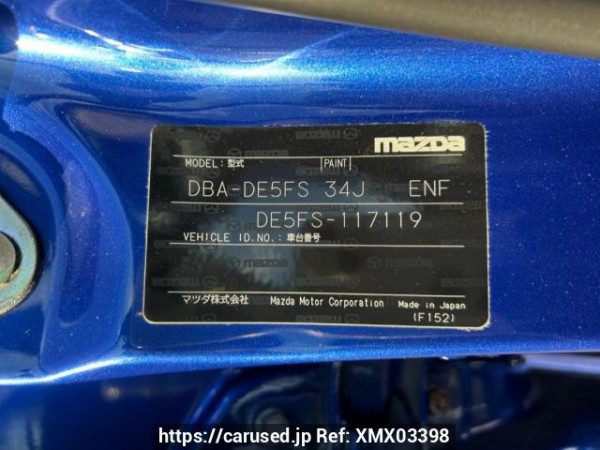 mazda
MODEL: 型式 PAINT
DBA-DE5FS 34J ENF
DE5FS-117119
VEHICLE ID.NO.: 車台番号
マツダ株式会社 Mazda Motor Corporation Made in Japan
(F152)
https://carused.jp Ref: XMX03398